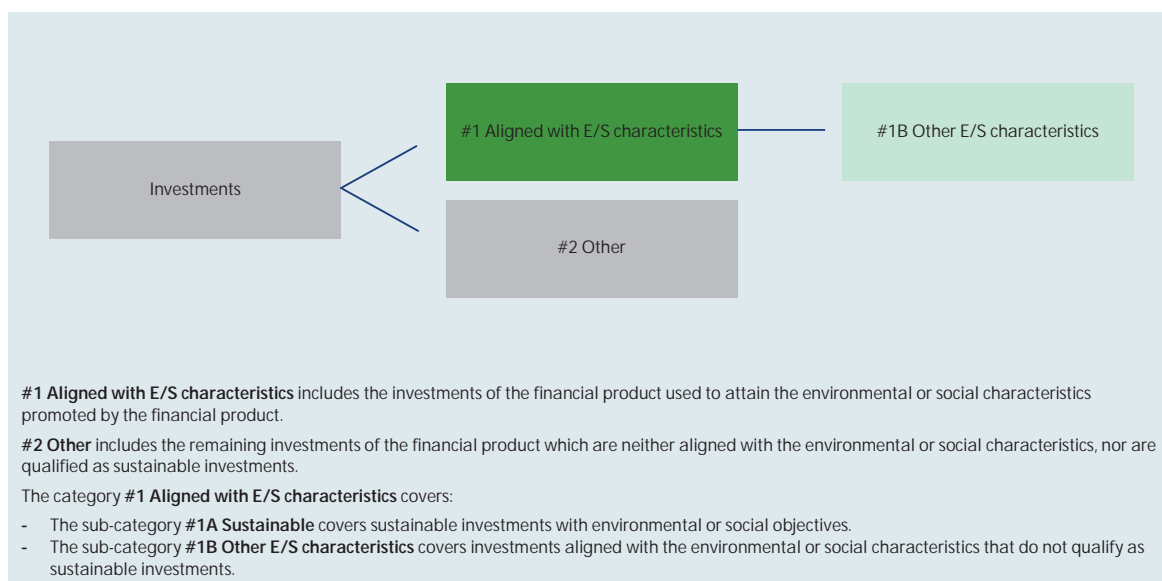 #1 Aligned with E/S characteristics
#1B Other E/S characteristics
Investments
#2 Other
#1 Aligned with E/S characteristics includes the investments of the financial product used to attain the environmental or social characteristics
promoted by the financial product.
#2 Other includes the remaining investments of the financial product which are neither aligned with the environmental or social characteristics, nor are
qualified as sustainable investments.
The category #1 Aligned with E/S characteristics covers:
- The sub-category #1A Sustainable covers sustainable investments with environmental or social objectives.
- The sub-category #1B Other E/S characteristics covers investments aligned with the environmental or social characteristics that do not qualify as
sustainable investments.